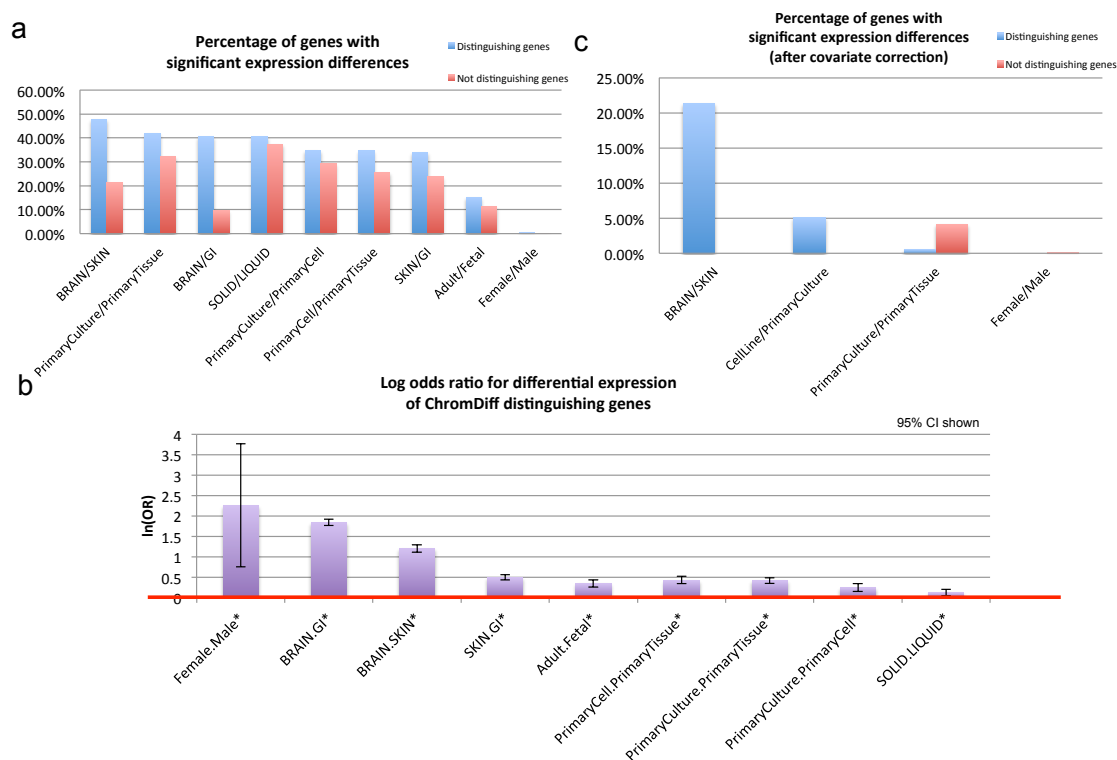 a
Percentage of genes with
significant expression differences
Distinguishing genes
Not distinguishing genes
60.00%
50.00%
40.00%
30.00%
20.00%
10.00%
0.00%
BRAIN/SKIN
PrimaryCulture/PrimaryTissue
BRAIN/GI
SOLID/LIQUID
PrimaryCulture/PrimaryCell
PrimaryCell/PrimaryTissue
SKIN/GI
Adult/Fetal
Female/Male
c
Percentage of genes with
significant expression differences
(after covariate correction)
Distinguishing genes
Not distinguishing genes
25.00%
20.00%
15.00%
10.00%
5.00%
0.00%
BRAIN/SKIN
CellLine/PrimaryCulture
PrimaryCulture/PrimaryTissue
Female/Male
b
Log odds ratio for differential expression
of ChromDiff distinguishing genes
95% CI shown
ln(OR)
4
3.5
3
2.5
2
1.5
1
0.5
0
Female.Male*
BRAIN.GI*
BRAIN.SKIN*
SKIN.GI*
Adult.Fetal*
PrimaryCell.PrimaryTissue*
PrimaryCulture.PrimaryTissue*
PrimaryCulture.PrimaryCell*
SOLID.LIQUID*